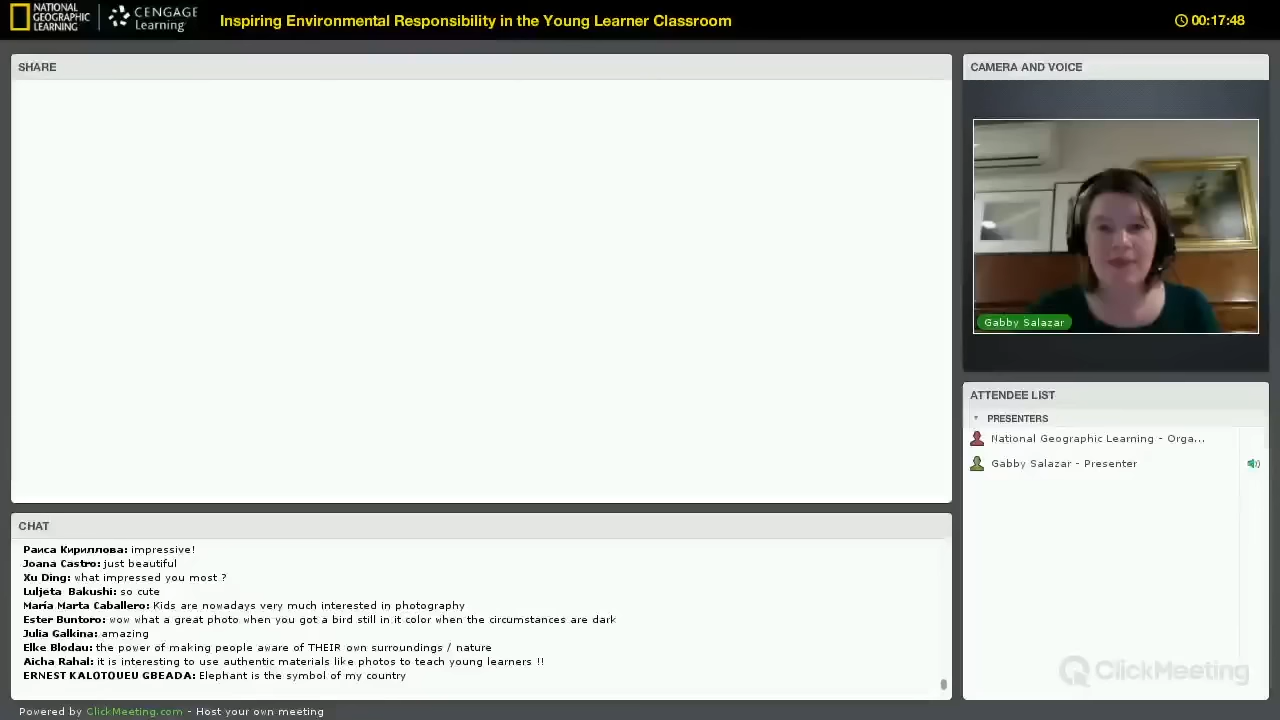 NATIONAL
GEOGRAPHIC
LEARNING
CENGAGE
Learning™
Inspiring Environmental Responsibility in the Young Learner Classroom
00:17:48
SHARE
CAMERA AND VOICE
Gabby Salazar
ATTENDEE LIST
PRESENTERS
National Geographic Learning - Orga...
Gabby Salazar - Presenter
CHAT
Раиса Кириллова: impressive!
Joana Castro: just beautiful
Xu Ding: what impressed you most ?
Luljeta Bakushi: so cute
María Marta Caballero: Kids are nowadays very much interested in photography
Ester Buntoro: wow what a great photo when you got a bird still in it color when the circumstances are dark
Julia Galkina: amazing
Elke Blodau: the power of making people aware of THEIR own surroundings / nature
Aicha Rahal: it is interesting to use authentic materials like photos to teach young learners !!
ERNEST KALOTOUEU GBEADA: Elephant is the symbol of my country
ClickMeeting
Powered by ClickMeeting.com - Host your own meeting